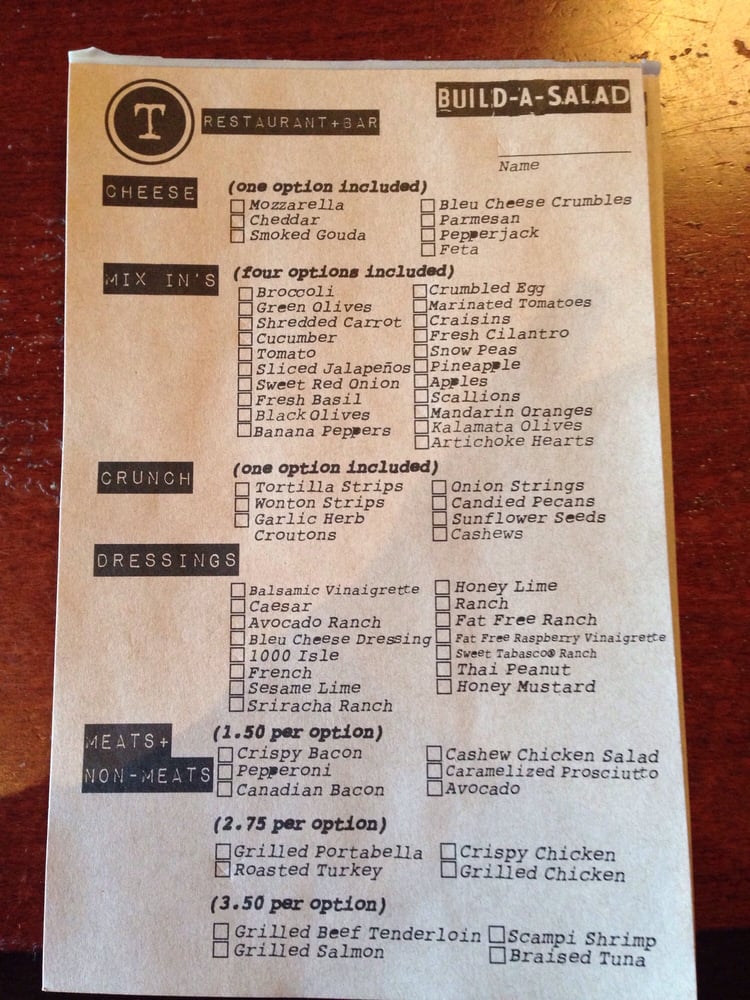 T RESTAURANT+BAR
BUILD-A-SALAD
Name
CHEESE
(one option included)
Mozzarella
Cheddar
Smoked Gouda
Bleu Cheese Crumbles
Parmesan
Pepperjack
Feta
MIX IN'S
(four options included)
Broccoli
Green Olives
Shredded Carrot
Cucumber
Tomato
Sliced Jalapeños
Sweet Red Onion
Fresh Basil
Black Olives
Banana Peppers
Crumbled Egg
Marinated Tomatoes
Craisins
Fresh Cilantro
Snow Peas
Pineapple
Apples
Scallions
Mandarin Oranges
Kalamata Olives
Artichoke Hearts
CRUNCH
(one option included)
Tortilla Strips
Wonton Strips
Garlic Herb
Croutons
Onion Strings
Candied Pecans
Sunflower Seeds
Cashews
DRESSINGS
Balsamic Vinaigrette
Caesar
Avocado Ranch
Bleu Cheese Dressing
1000 Isle
French
Sesame Lime
Sriracha Ranch
Honey Lime
Ranch
Fat Free Ranch
Fat Free Raspberry Vinaigrette
Sweet Tabasco® Ranch
Thai Peanut
Honey Mustard
MEATS+
NON-MEATS
(1.50 per option)
Crispy Bacon
Pepperoni
Canadian Bacon
Cashew Chicken Salad
Caramelized Prosciutto
Avocado
(2.75 per option)
Grilled Portabella
Roasted Turkey
Crispy Chicken
Grilled Chicken
(3.50 per option)
Grilled Beef Tenderloin
Grilled Salmon
Scampi Shrimp
Braised Tuna